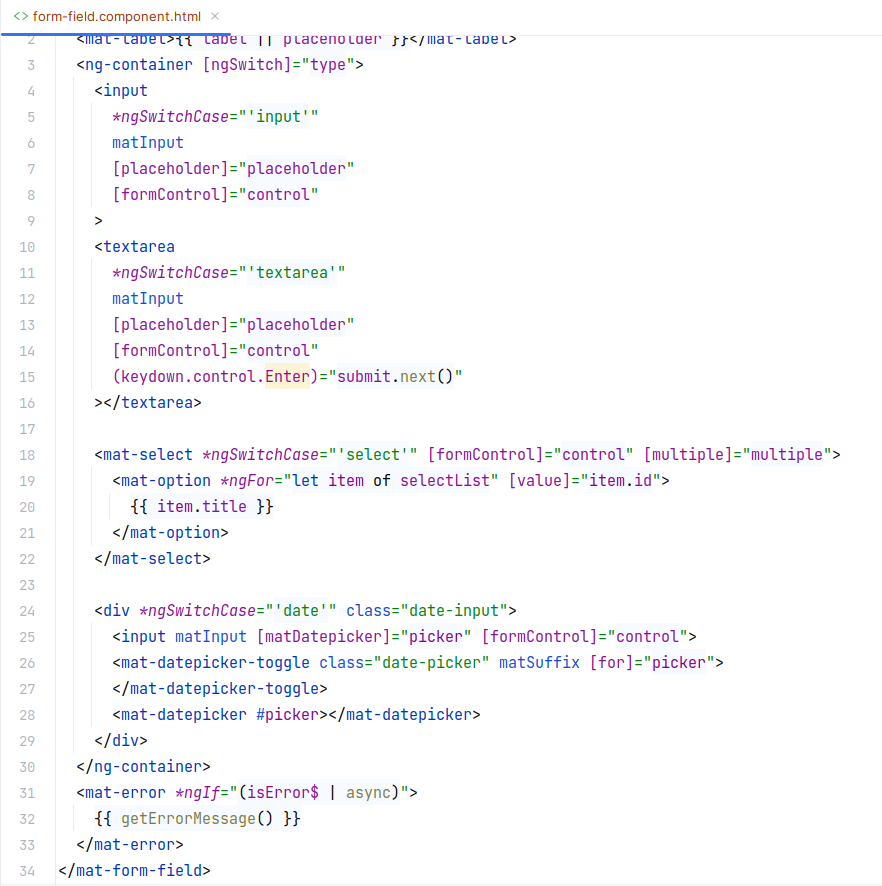 <> form-field.component.html ×
2 <mat-label>{{ label || placeholder }}</mat-label>
3 <ng-container [ngSwitch]="type">
4 <input
5 *ngSwitchCase="'input'"
6 matInput
7 [placeholder]="placeholder"
8 [formControl]="control"
9 >
10 <textarea
11 *ngSwitchCase="'textarea'"
12 matInput
13 [placeholder]="placeholder"
14 [formControl]="control"
15 (keydown.control.Enter)="submit.next()"
16 ></textarea>
17
18 <mat-select *ngSwitchCase="'select'" [formControl]="control" [multiple]="multiple">
19 <mat-option *ngFor="let item of selectList" [value]="item.id">
20 {{ item.title }}
21 </mat-option>
22 </mat-select>
23
24 <div *ngSwitchCase="'date'" class="date-input">
25 <input matInput [matDatepicker]="picker" [formControl]="control">
26 <mat-datepicker-toggle class="date-picker" matSuffix [for]="picker">
27 </mat-datepicker-toggle>
28 <mat-datepicker #picker></mat-datepicker>
29 </div>
30 </ng-container>
31 <mat-error *ngIf="(isError$ | async)">
32 {{ getErrorMessage() }}
33 </mat-error>
34 </mat-form-field>